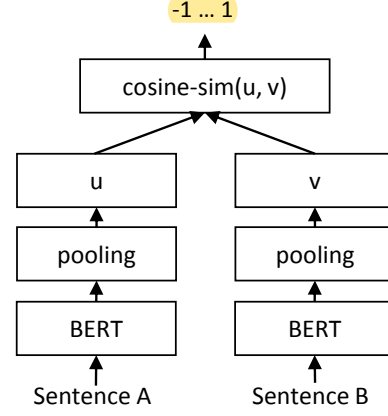 -1 … 1
cosine-sim(u, v)
u v
pooling pooling
BERT BERT
Sentence A Sentence B